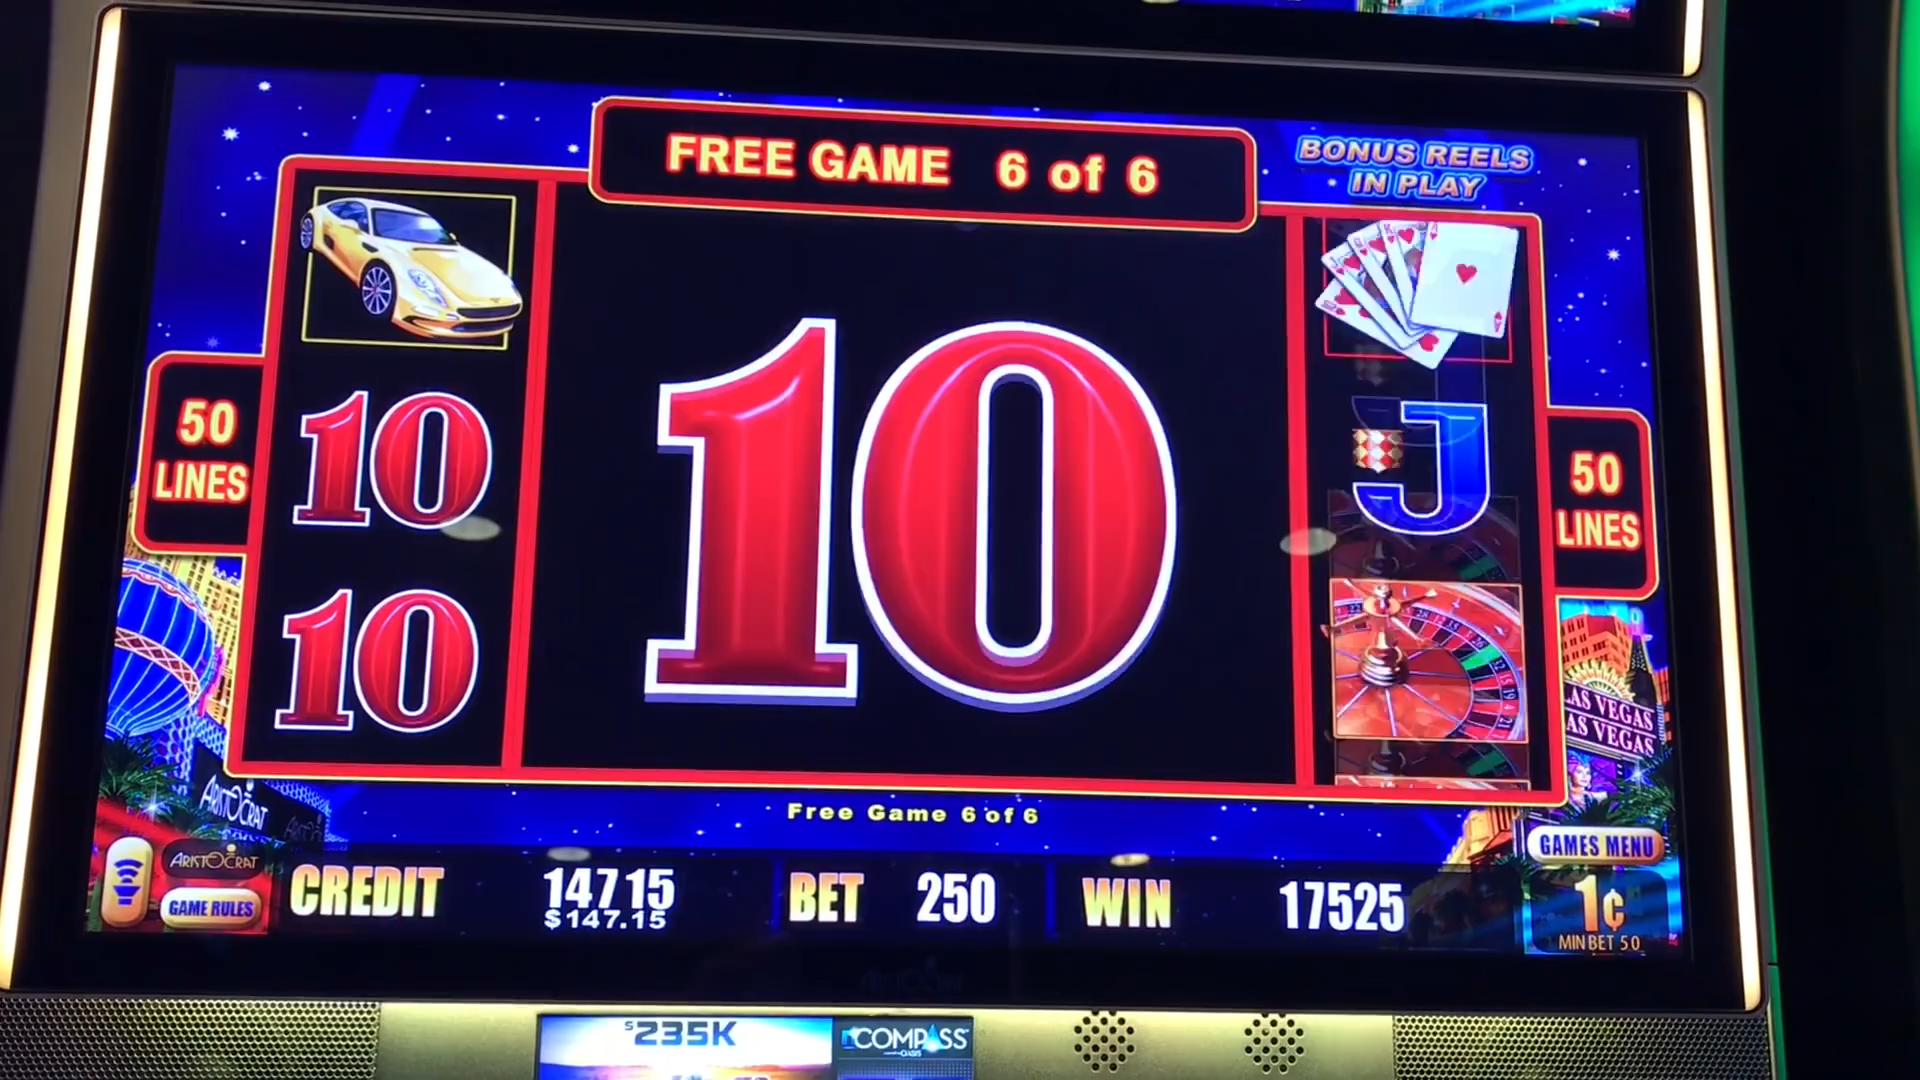 FREE GAME 6 of 6
BONUS REELS
IN PLAY
50
LINES
10
10
10
J
50
LINES
LAS VEGAS
LAS VEGAS
ARISTOCRAT
Free Game 6 of 6
GAMES MENU
ARISTOCRAT
GAME RULES
CREDIT 14715
$147.15
BET 250
WIN 17525
1¢
MIN BET 50
$235K
COMPASS